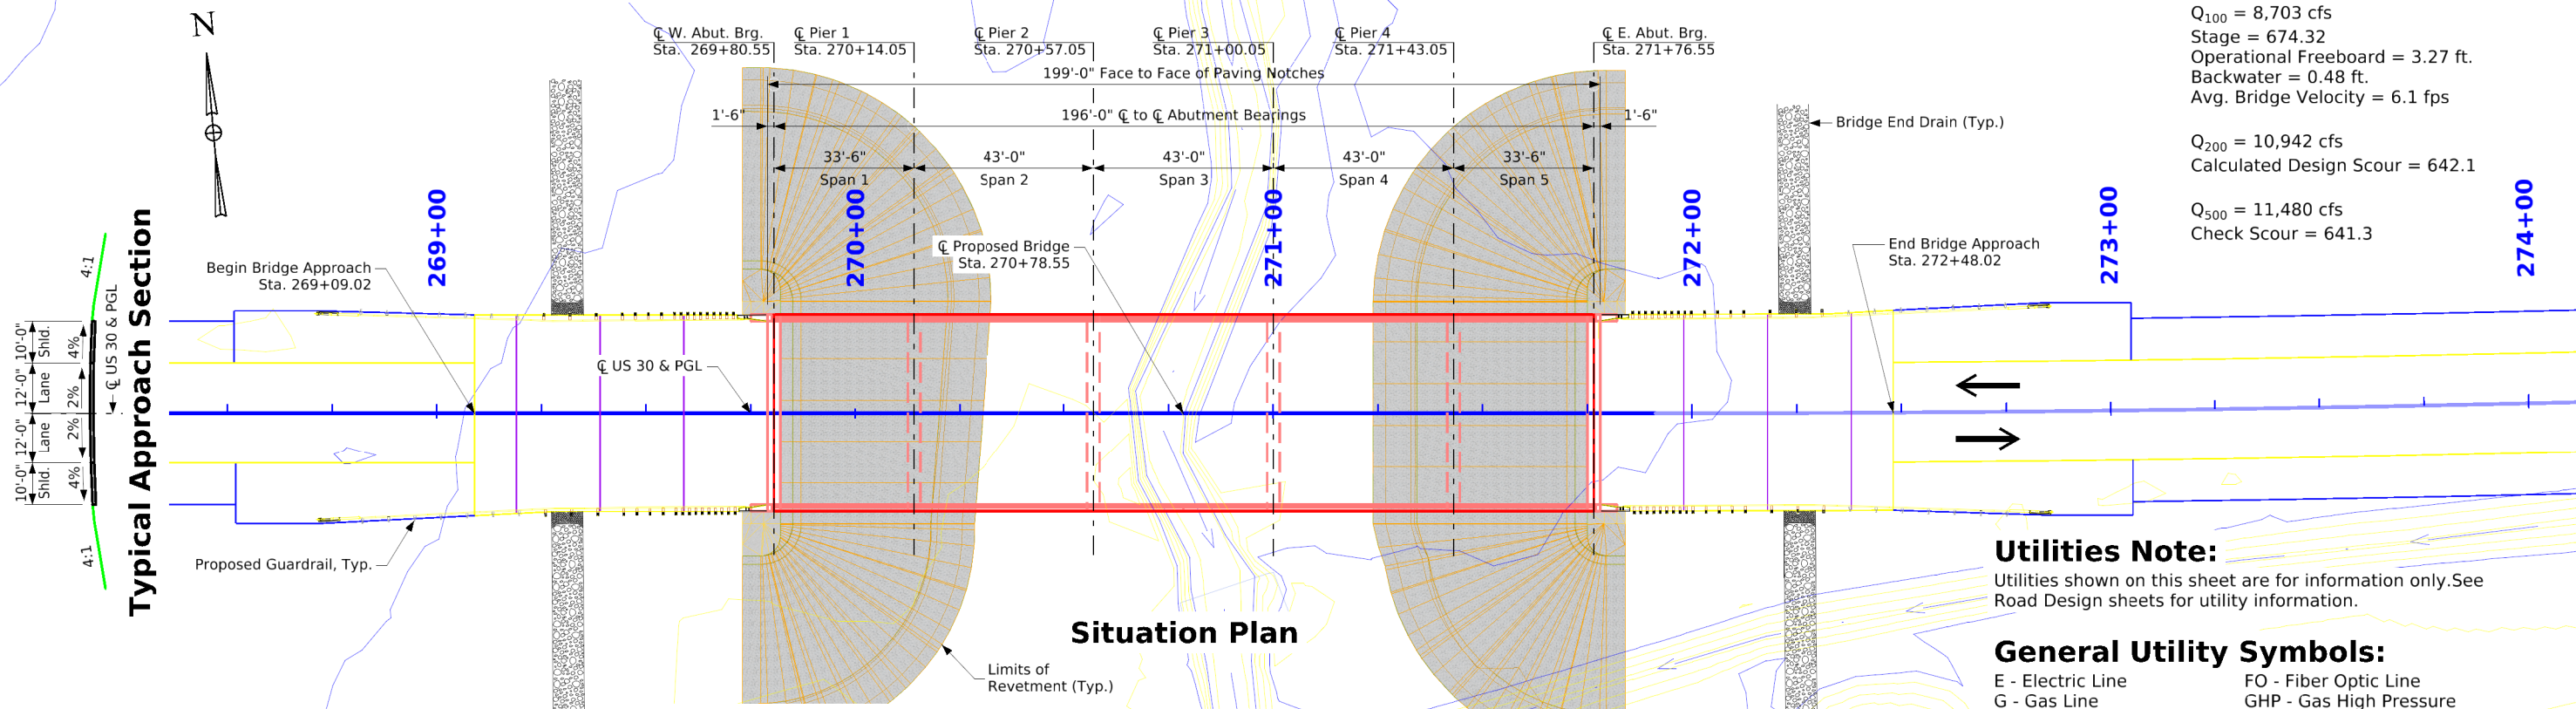 N
℄ W. Abut. Brg.
Sta. 269+80.55
℄ Pier 1
Sta. 270+14.05
℄ Pier 2
Sta. 270+57.05
℄ Pier 3
Sta. 271+00.05
℄ Pier 4
Sta. 271+43.05
℄ E. Abut. Brg.
Sta. 271+76.55
199'-0" Face to Face of Paving Notches
1'-6"
196'-0" ℄ to ℄ Abutment Bearings
1'-6"
33'-6"
Span 1
43'-0"
Span 2
43'-0"
Span 3
43'-0"
Span 4
33'-6"
Span 5
Q100 = 8,703 cfs
Stage = 674.32
Operational Freeboard = 3.27 ft.
Backwater = 0.48 ft.
Avg. Bridge Velocity = 6.1 fps
Q200 = 10,942 cfs
Calculated Design Scour = 642.1
Q500 = 11,480 cfs
Check Scour = 641.3
Bridge End Drain (Typ.)
269+00
270+00
271+00
272+00
273+00
274+00
Begin Bridge Approach
Sta. 269+09.02
℄ Proposed Bridge
Sta. 270+78.55
End Bridge Approach
Sta. 272+48.02
℄ US 30 & PGL
Proposed Guardrail, Typ.
4:1
10'-0"
Shld.
4%
12'-0"
Lane
2%
12'-0"
Lane
2%
10'-0"
Shld.
4%
4:1
℄ US 30 & PGL
Typical Approach Section
Situation Plan
Limits of
Revetment (Typ.)
Utilities Note:
Utilities shown on this sheet are for information only.See
Road Design sheets for utility information.
General Utility Symbols:
E - Electric Line
FO - Fiber Optic Line
G - Gas Line
GHP - Gas High Pressure